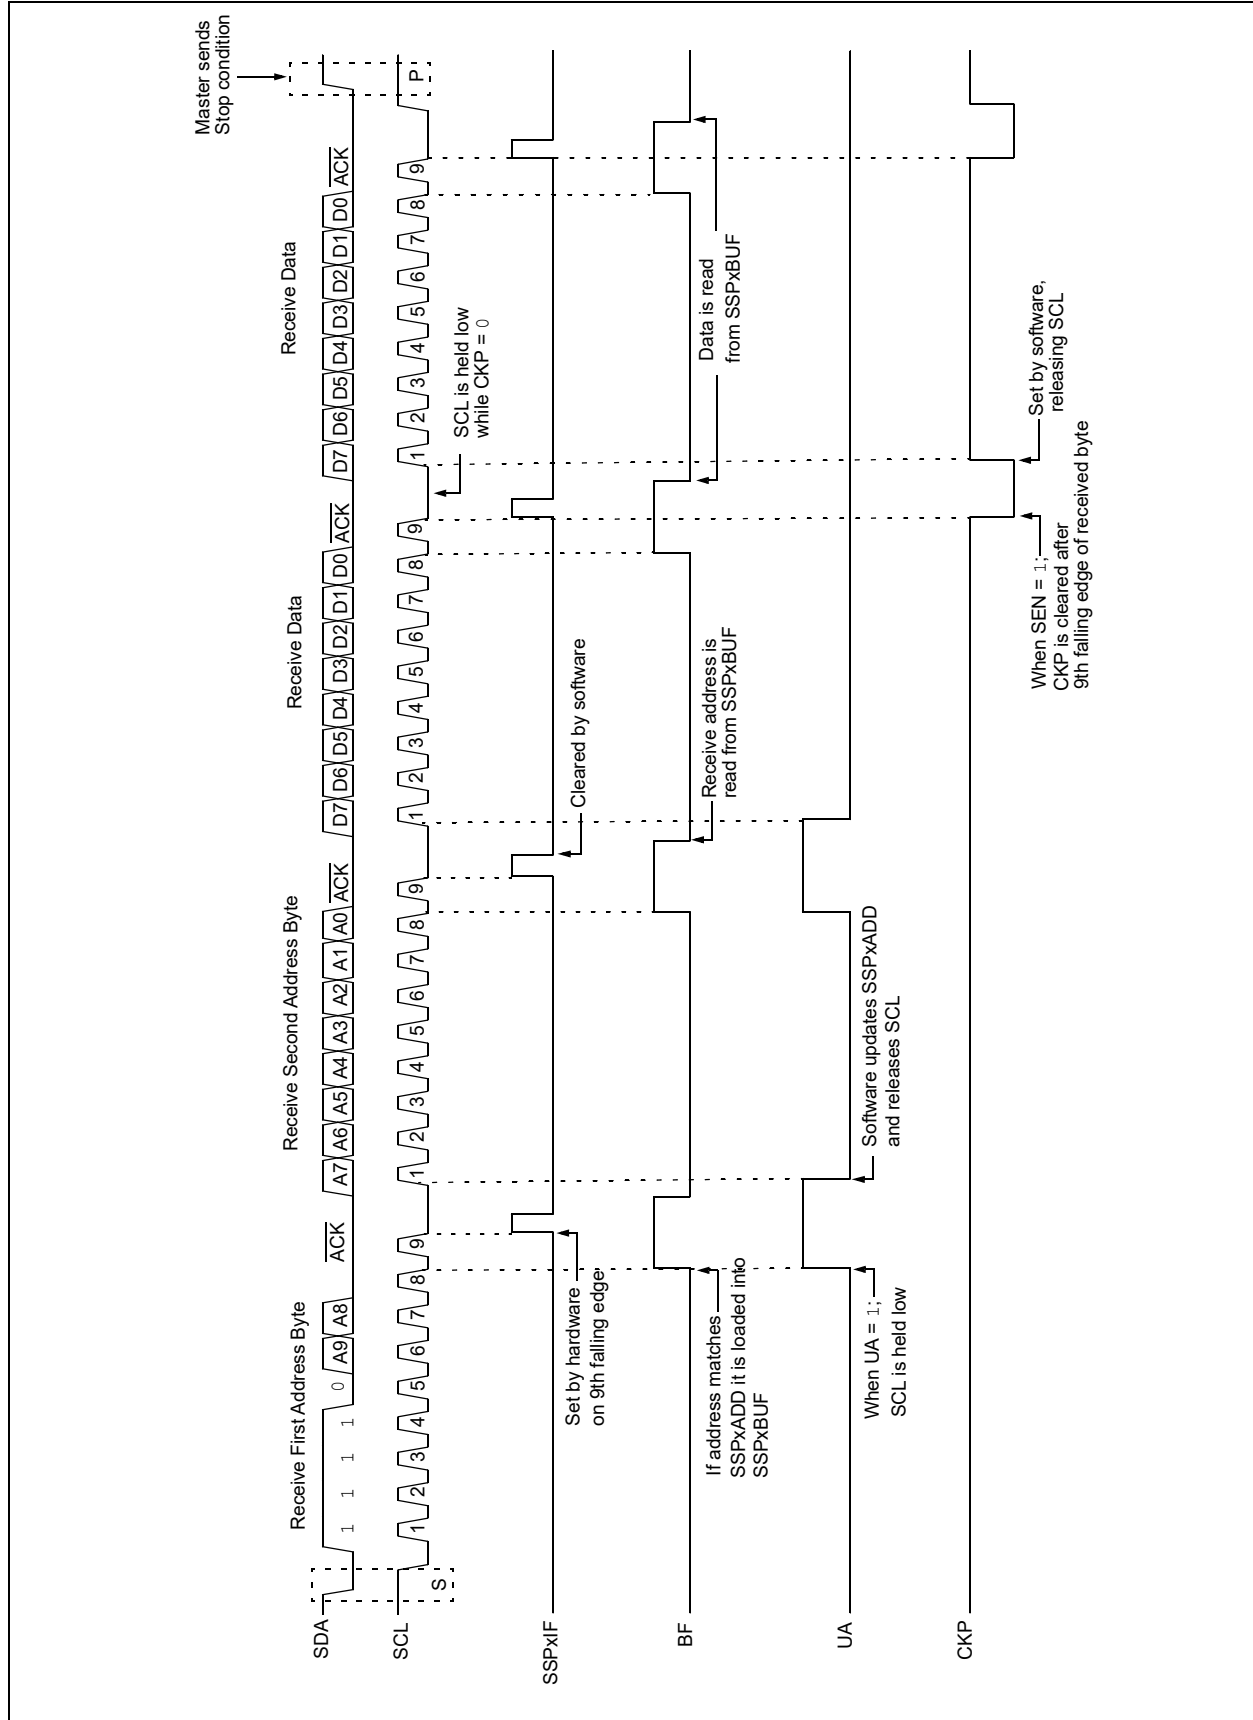 Master sends
Stop condition
Receive First Address Byte
Receive Second Address Byte
Receive Data
Receive Data
SDA
1 1 1 1 0 A9 A8 ACK A7 A6 A5 A4 A3 A2 A1 A0 ACK D7 D6 D5 D4 D3 D2 D1 D0 ACK D7 D6 D5 D4 D3 D2 D1 D0 ACK
SCL
S 1 2 3 4 5 6 7 8 9 1 2 3 4 5 6 7 8 9 1 2 3 4 5 6 7 8 9 1 2 3 4 5 6 7 8 9 P
SCL is held low
while CKP = 0
SSPxIF
Set by hardware
on 9th falling edge
Cleared by software
BF
If address matches
SSPxADD it is loaded into
SSPxBUF
Receive address is
read from SSPxBUF
Data is read
from SSPxBUF
UA
When UA = 1;
SCL is held low
Software updates SSPxADD
and releases SCL
CKP
When SEN = 1;
CKP is cleared after
9th falling edge of received byte
Set by software,
releasing SCL